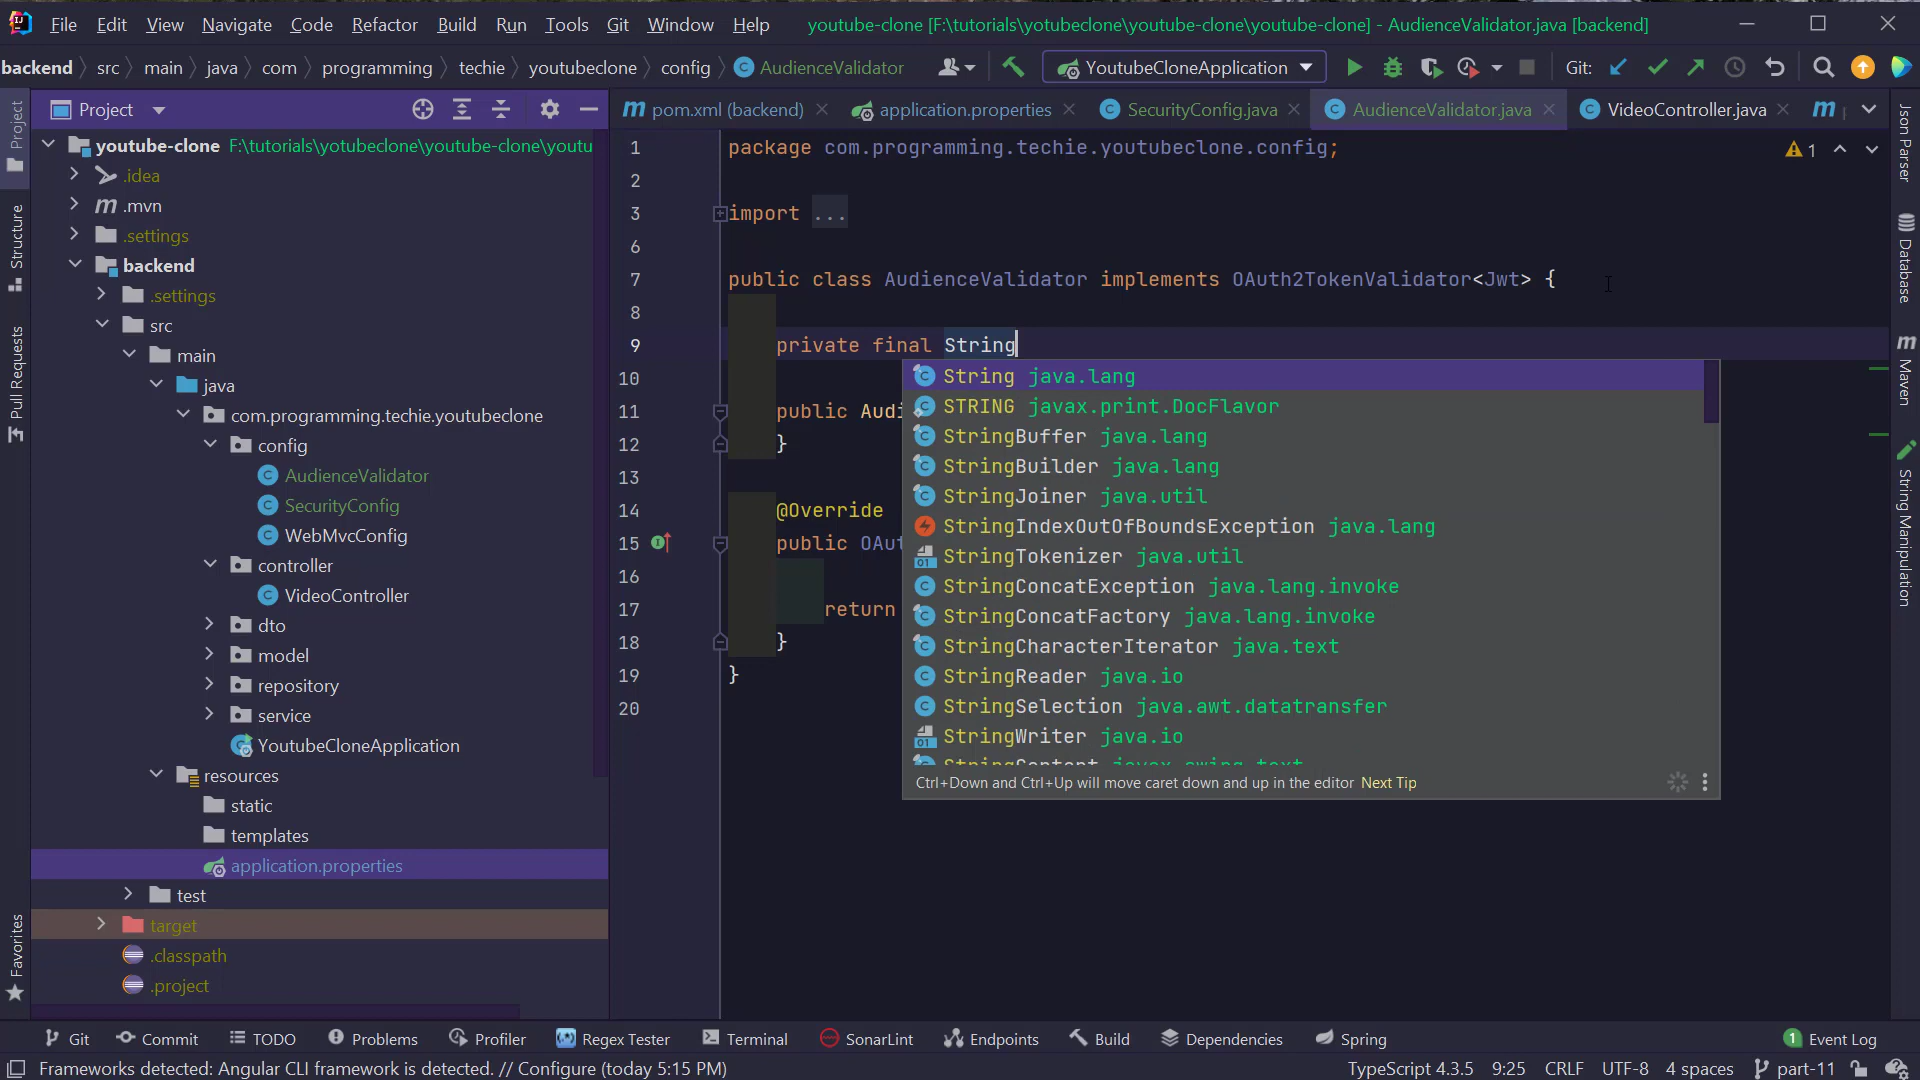 File Edit View Navigate Code Refactor Build Run Tools Git Window Help youtube-clone [F:\tutorials\yotubeclone\youtube-clone\youtube-clone] - AudienceValidator.java [backend]
backend src main java com programming techie youtubeclone config AudienceValidator YoutubeCloneApplication Git:
Project
pom.xml (backend) application.properties SecurityConfig.java AudienceValidator.java VideoController.java
youtube-clone F:\tutorials\yotubeclone\youtube-clone\youtu
.idea
.mvn
.settings
backend
.settings
src
main
java
com.programming.techie.youtubeclone
config
AudienceValidator
SecurityConfig
WebMvcConfig
controller
VideoController
dto
model
repository
service
YoutubeCloneApplication
resources
static
templates
application.properties
test
target
.classpath
.project
Project
Structure
Pull Requests
Favorites
1 package com.programming.techie.youtubeclone.config;
2
3 import ...
6
7 public class AudienceValidator implements OAuth2TokenValidator<Jwt> {
8
9 private final String
10
11 public Audi
12 }
13
14 @Override
15 public OAut
16
17 return
18 }
19 }
20
1
String java.lang
STRING javax.print.DocFlavor
StringBuffer java.lang
StringBuilder java.lang
StringJoiner java.util
StringIndexOutOfBoundsException java.lang
StringTokenizer java.util
StringConcatException java.lang.invoke
StringConcatFactory java.lang.invoke
StringCharacterIterator java.text
StringReader java.io
StringSelection java.awt.datatransfer
StringWriter java.io
StringContent javax.swing.text
Ctrl+Down and Ctrl+Up will move caret down and up in the editor Next Tip
Json Parser
Database
Maven
String Manipulation
Git Commit TODO Problems Profiler Regex Tester Terminal SonarLint Endpoints Build Dependencies Spring 1 Event Log
Frameworks detected: Angular CLI framework is detected. // Configure (today 5:15 PM) TypeScript 4.3.5 9:25 CRLF UTF-8 4 spaces part-11